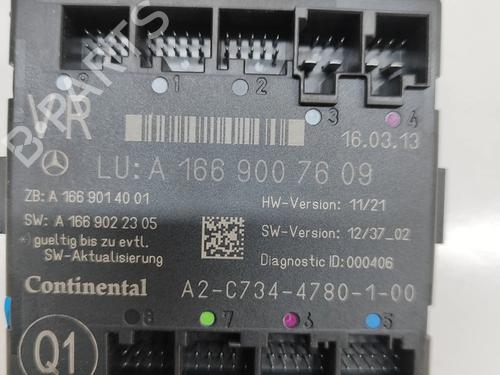 B-PARTS
VR
9 1 2 3 4
16.03.13
LU: A 166 900 76 09
ZB: A 166 901 40 01
HW-Version: 11/21
SW: A 166 902 23 05
SW-Version: 12/37_02
*) gueltig bis zu evtl.
SW-Aktualisierung
Diagnostic ID: 000406
Continental A2-C734-4780-1-00
8 7 6 5
Q1